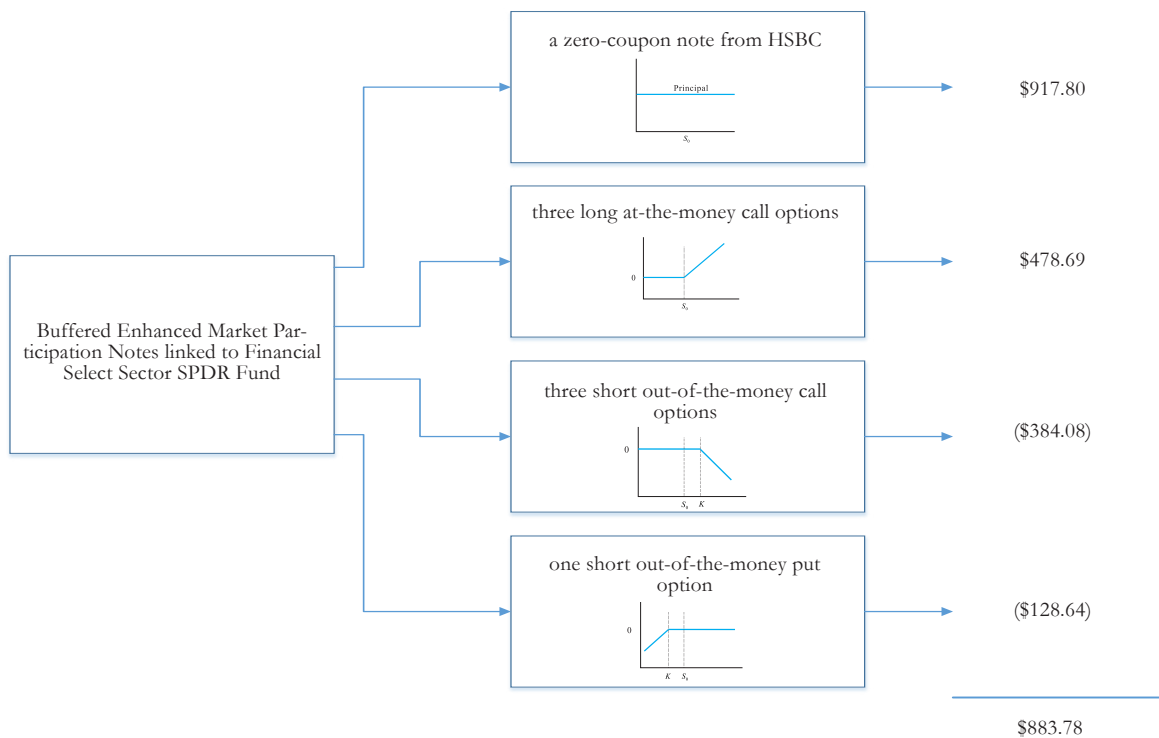 a zero-coupon note from HSBC
Principal
S₀
$917.80
three long at-the-money call options
0
S₀
$478.69
Buffered Enhanced Market Par-
ticipation Notes linked to Financial
Select Sector SPDR Fund
three short out-of-the-money call
options
0
S₀ K
($384.08)
one short out-of-the-money put
option
0
K S₀
($128.64)
$883.78